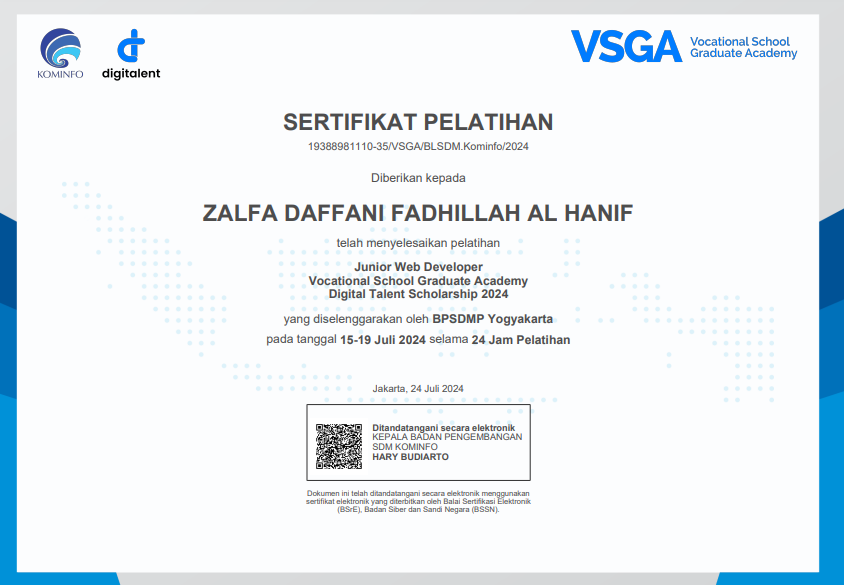 KOMINFO
digitalent
VSGA
Vocational School
Graduate Academy
SERTIFIKAT PELATIHAN
19388981110-35/VSGA/BLSDM.Kominfo/2024
Diberikan kepada
ZALFA DAFFANI FADHILLAH AL HANIF
telah menyelesaikan pelatihan
Junior Web Developer
Vocational School Graduate Academy
Digital Talent Scholarship 2024
yang diselenggarakan oleh BPSDMP Yogyakarta
pada tanggal 15-19 Juli 2024 selama 24 Jam Pelatihan
Jakarta, 24 Juli 2024
Ditandatangani secara elektronik
KEPALA BADAN PENGEMBANGAN
SDM KOMINFO
HARY BUDIARTO
Dokumen ini telah ditandatangani secara elektronik menggunakan
sertifikat elektronik yang diterbitkan oleh Balai Sertifikasi Elektronik
(BSrE), Badan Siber dan Sandi Negara (BSSN).